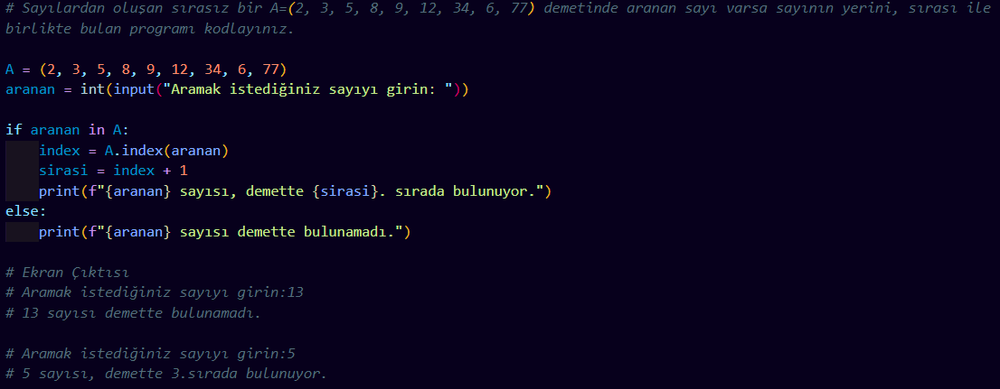 # Sayılardan oluşan sırasız bir A=(2, 3, 5, 8, 9, 12, 34, 6, 77) demetinde aranan sayı varsa sayının yerini, sırası ile
birlikte bulan programı kodlayınız.
A = (2, 3, 5, 8, 9, 12, 34, 6, 77)
aranan = int(input("Aramak istediğiniz sayıyı girin: "))
if aranan in A:
    index = A.index(aranan)
    sirasi = index + 1
    print(f"{aranan} sayısı, demette {sirasi}. sırada bulunuyor.")
else:
    print(f"{aranan} sayısı demette bulunamadı.")
# Ekran Çıktısı
# Aramak istediğiniz sayıyı girin:13
# 13 sayısı demette bulunamadı.
# Aramak istediğiniz sayıyı girin:5
# 5 sayısı, demette 3.sırada bulunuyor.